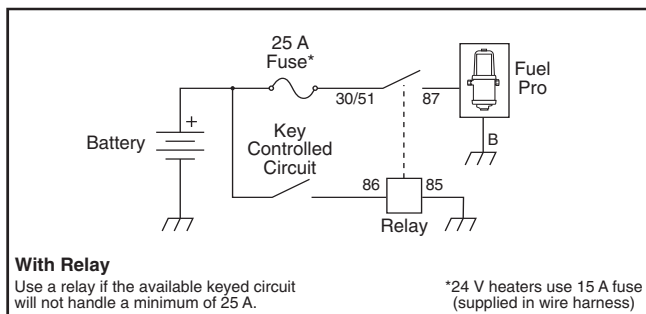 25 A
Fuse*
30/51
87
Fuel
Pro
B
+
Battery
Key
Controlled
Circuit
86
85
Relay
With Relay
Use a relay if the available keyed circuit
will not handle a minimum of 25 A.
*24 V heaters use 15 A fuse
(supplied in wire harness)